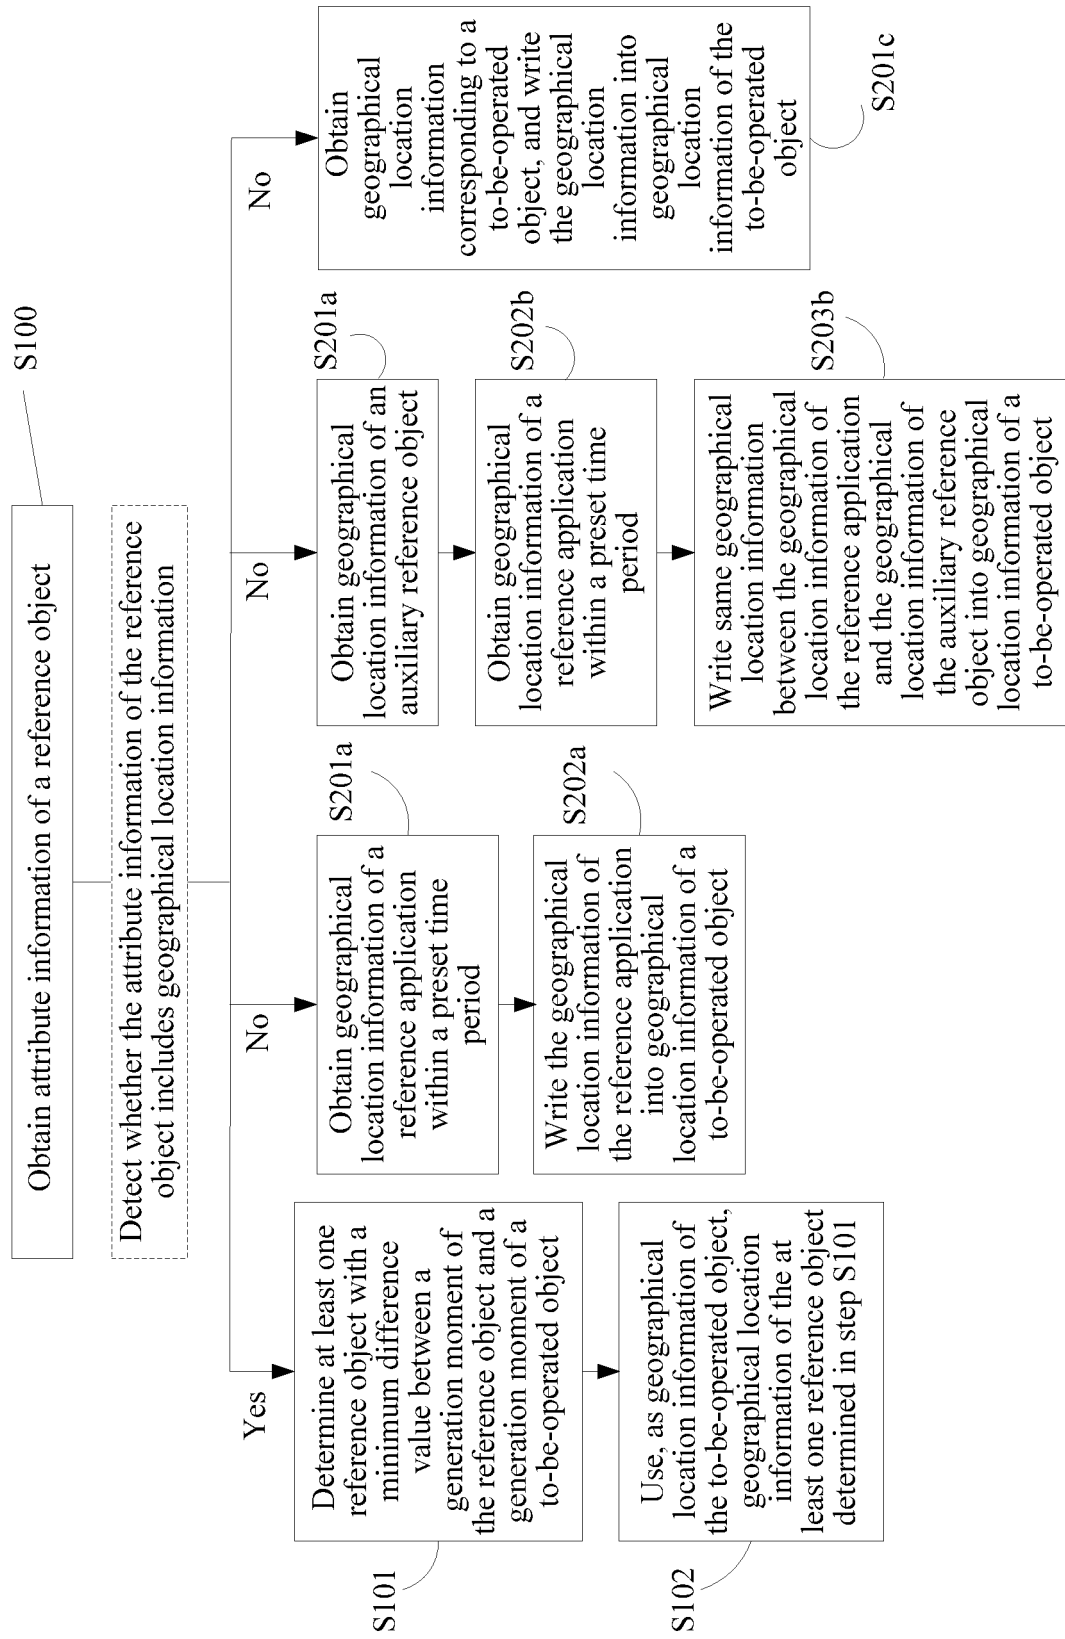 Obtain attribute information of a reference object
S100
Detect whether the attribute information of the reference
object includes geographical location information
Yes
No
No
No
Determine at least one
reference object with a
minimum difference
value between a
generation moment of
the reference object and a
generation moment of a
to-be-operated object
S101
Use, as geographical
location information of
the to-be-operated object,
geographical location
information of the at
least one reference object
determined in step S101
S102
Obtain geographical
location information of a
reference application
within a preset time
period
S201a
Write the geographical
location information of
the reference application
into geographical
location information of a
to-be-operated object
S202a
Obtain geographical
location information of an
auxiliary reference object
S201a
Obtain geographical
location information of a
reference application
within a preset time
period
S202b
Write same geographical
location information
between the geographical
location information of
the reference application
and the geographical
location information of
the auxiliary reference
object into geographical
location information of a
to-be-operated object
S203b
Obtain
geographical
location
information
corresponding to a
to-be-operated
object, and write
the geographical
location
information into
geographical
location
information of the
to-be-operated
object
S201c